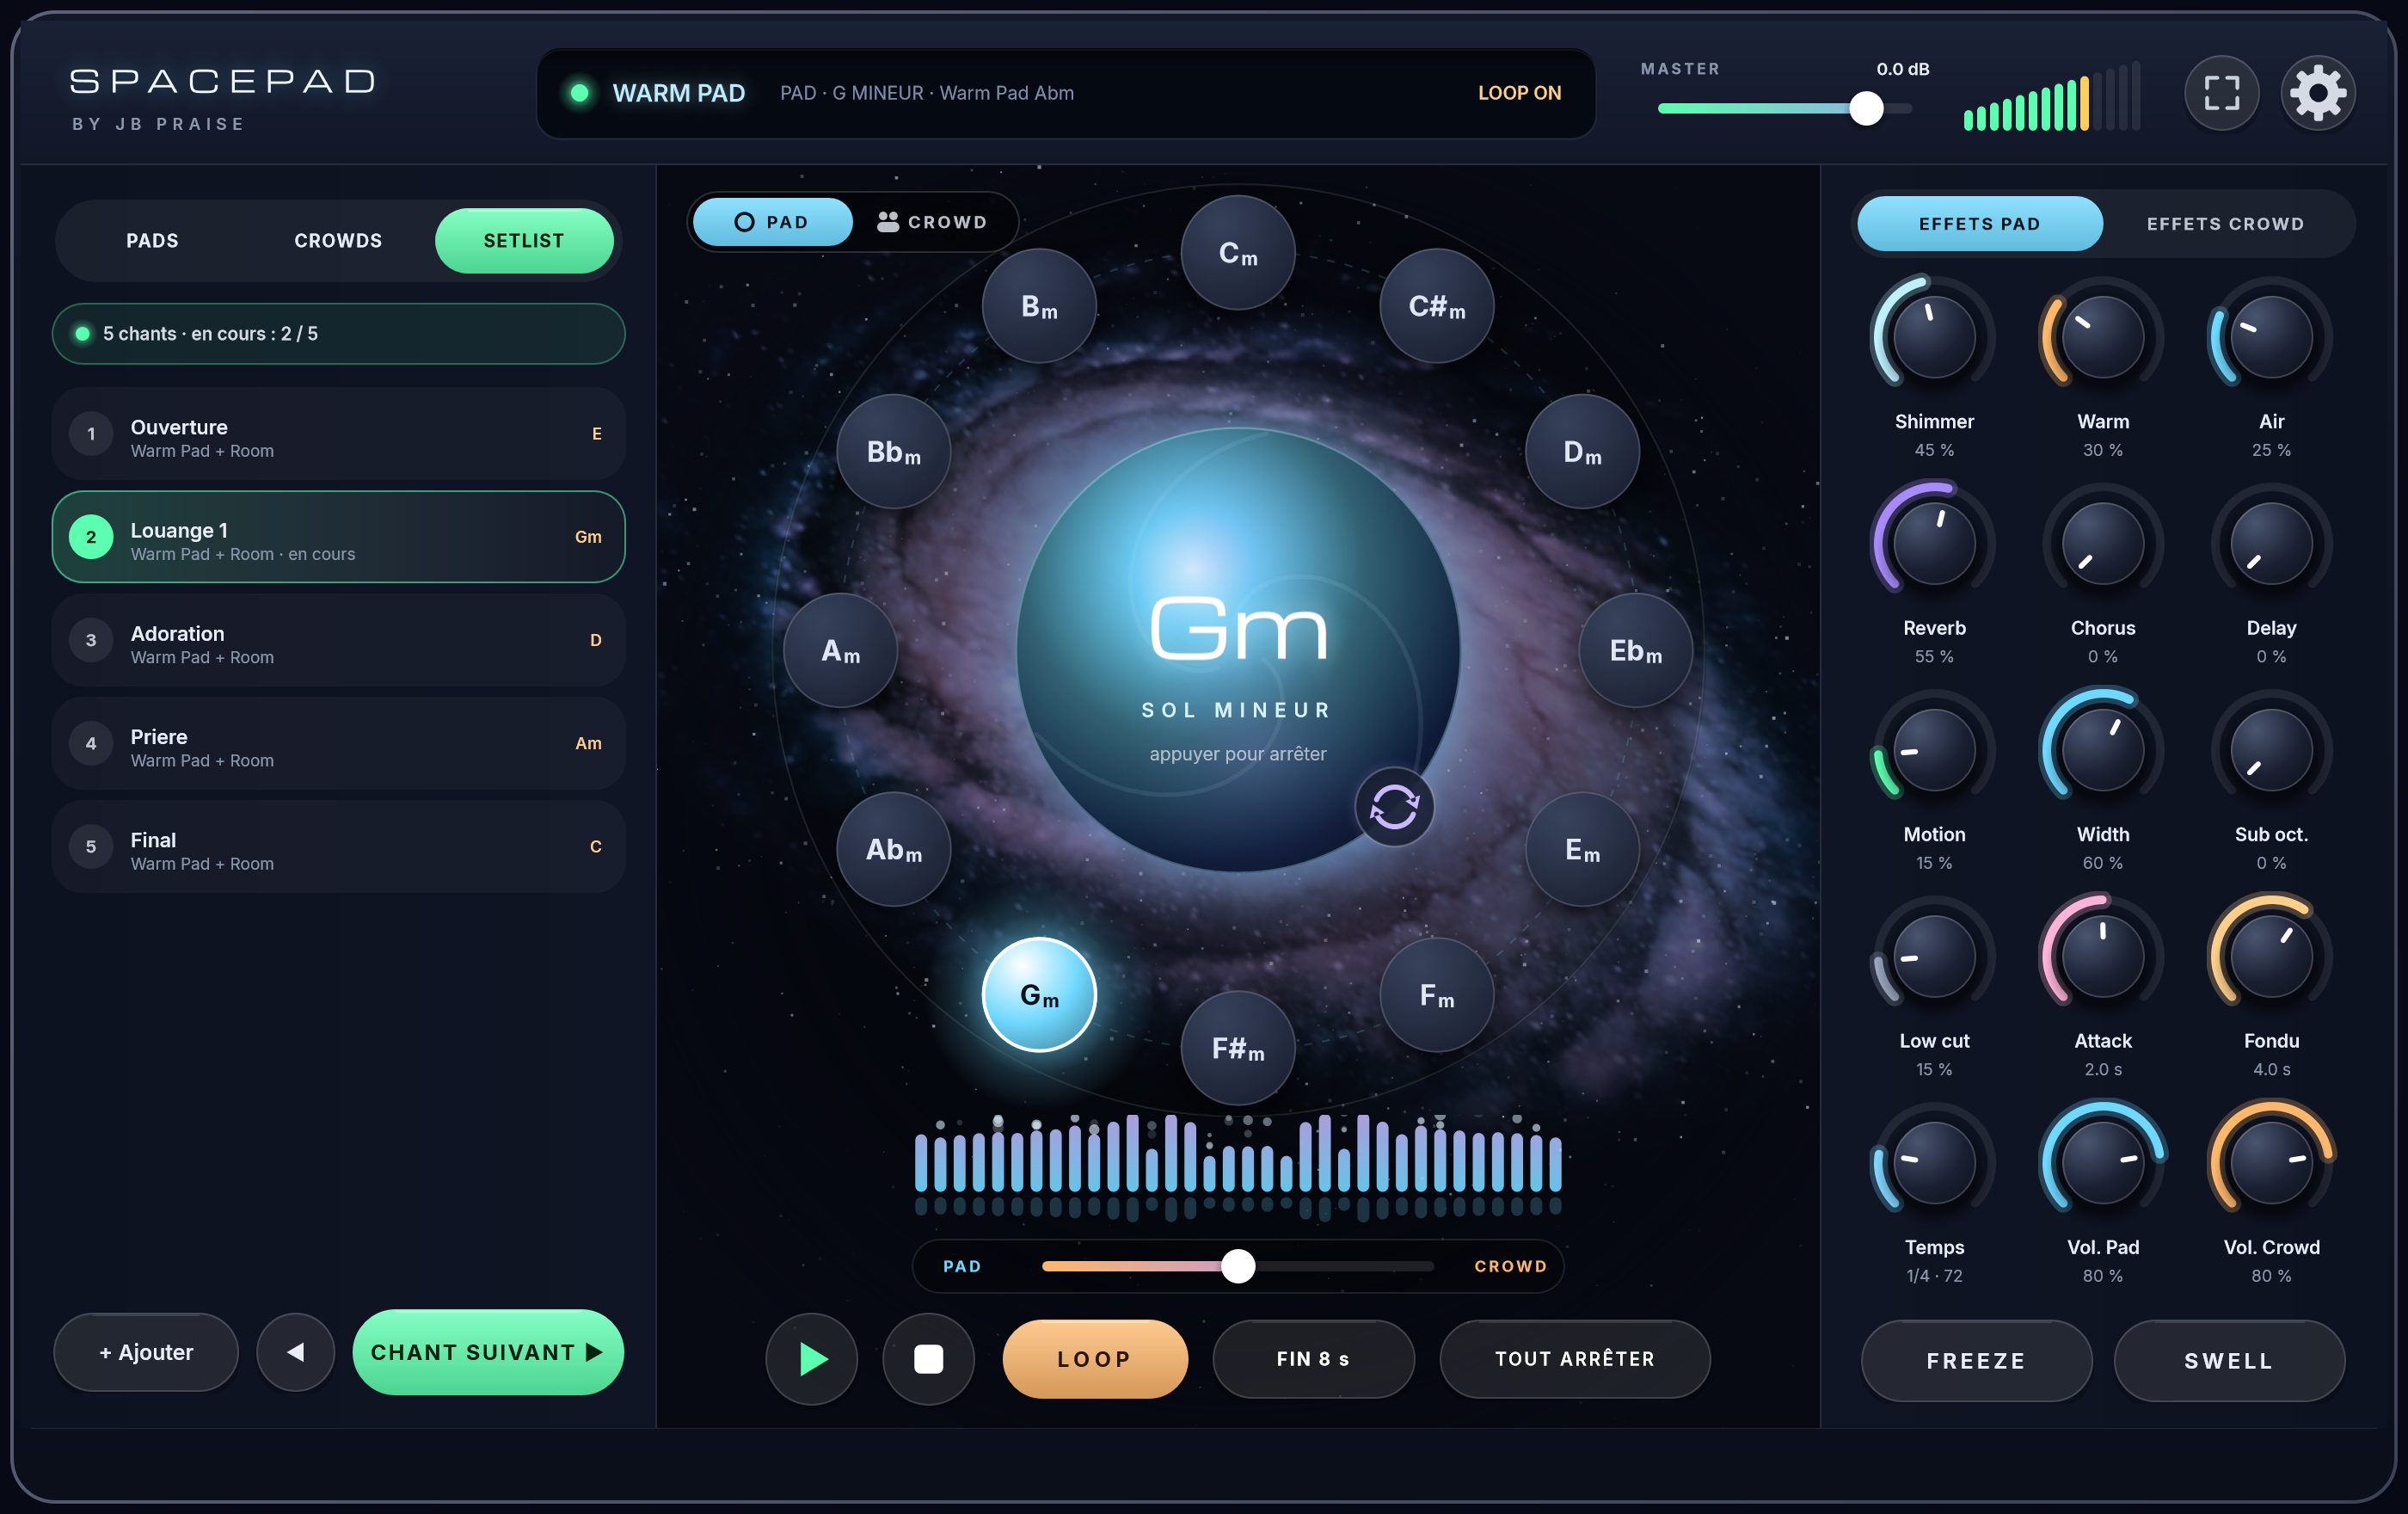 SPACEPAD
BY JB PRAISE
WARM PAD PAD · G MINEUR · Warm Pad Abm LOOP ON
MASTER 0.0 dB
PADS CROWDS SETLIST
5 chants · en cours : 2 / 5
1 Ouverture E
Warm Pad + Room
2 Louange 1 Gm
Warm Pad + Room · en cours
3 Adoration D
Warm Pad + Room
4 Priere Am
Warm Pad + Room
5 Final C
Warm Pad + Room
+ Ajouter
CHANT SUIVANT
PAD CROWD
Cm
C#m
Dm
Ebm
Em
Fm
F#m
Gm
Abm
Am
Bbm
Bm
Gm
SOL MINEUR
appuyer pour arrêter
PAD CROWD
LOOP FIN 8 s TOUT ARRÊTER
EFFETS PAD EFFETS CROWD
Shimmer Warm Air
45 % 30 % 25 %
Reverb Chorus Delay
55 % 0 % 0 %
Motion Width Sub oct.
15 % 60 % 0 %
Low cut Attack Fondu
15 % 2.0 s 4.0 s
Temps Vol. Pad Vol. Crowd
1/4 · 72 80 % 80 %
FREEZE SWELL